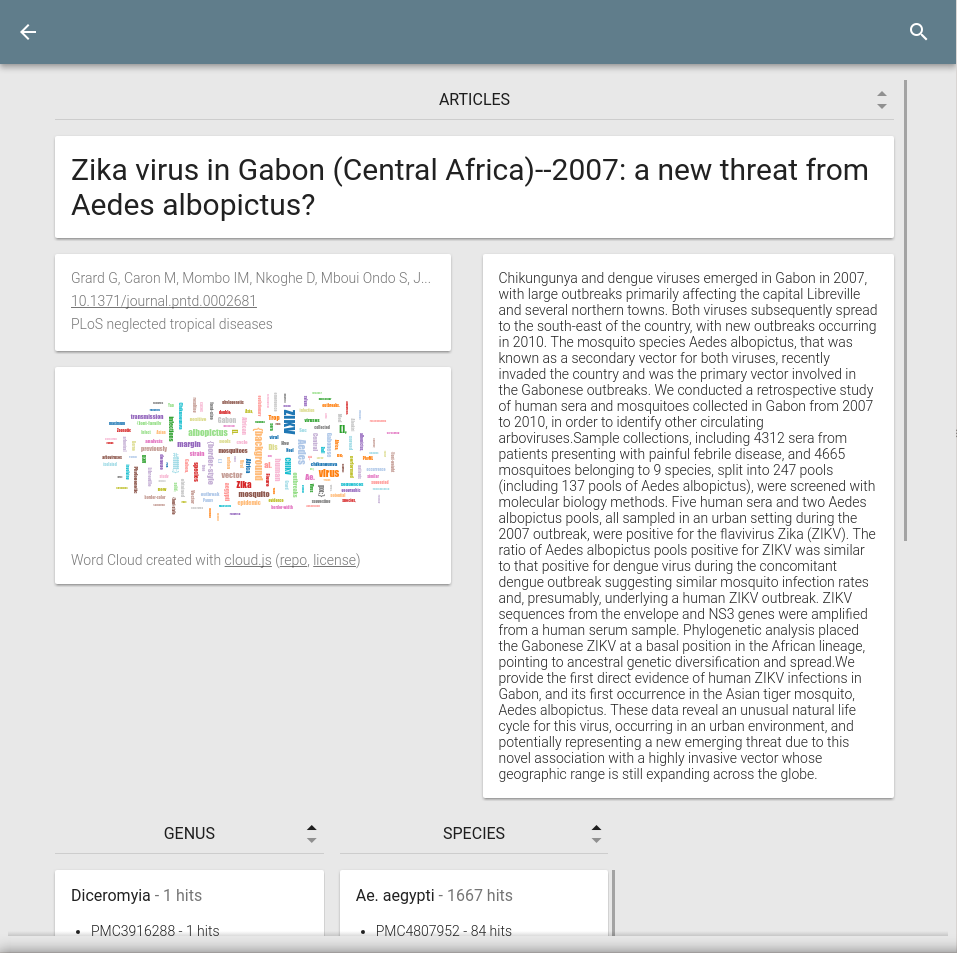 ARTICLES
Zika virus in Gabon (Central Africa)--2007: a new threat from
Aedes albopictus?
Grard G, Caron M, Mombo IM, Nkoghe D, Mboui Ondo S, J...
10.1371/journal.pntd.0002681
PLoS neglected tropical diseases
transmission
albopictus
margin
mosquitoes
vector
Zika
mosquito
epidemic
ZIKV
Aedes
virus
viruses
Word Cloud created with cloud.js (repo, license)
Chikungunya and dengue viruses emerged in Gabon in 2007,
with large outbreaks primarily affecting the capital Libreville
and several northern towns. Both viruses subsequently spread
to the south-east of the country, with new outbreaks occurring
in 2010. The mosquito species Aedes albopictus, that was
known as a secondary vector for both viruses, recently
invaded the country and was the primary vector involved in
the Gabonese outbreaks. We conducted a retrospective study
of human sera and mosquitoes collected in Gabon from 2007
to 2010, in order to identify other circulating
arboviruses.Sample collections, including 4312 sera from
patients presenting with painful febrile disease, and 4665
mosquitoes belonging to 9 species, split into 247 pools
(including 137 pools of Aedes albopictus), were screened with
molecular biology methods. Five human sera and two Aedes
albopictus pools, all sampled in an urban setting during the
2007 outbreak, were positive for the flavivirus Zika (ZIKV). The
ratio of Aedes albopictus pools positive for ZIKV was similar
to that positive for dengue virus during the concomitant
dengue outbreak suggesting similar mosquito infection rates
and, presumably, underlying a human ZIKV outbreak. ZIKV
sequences from the envelope and NS3 genes were amplified
from a human serum sample. Phylogenetic analysis placed
the Gabonese ZIKV at a basal position in the African lineage,
pointing to ancestral genetic diversification and spread.We
provide the first direct evidence of human ZIKV infections in
Gabon, and its first occurrence in the Asian tiger mosquito,
Aedes albopictus. These data reveal an unusual natural life
cycle for this virus, occurring in an urban environment, and
potentially representing a new emerging threat due to this
novel association with a highly invasive vector whose
geographic range is still expanding across the globe.
GENUS
SPECIES
Diceromyia - 1 hits
• PMC3916288 - 1 hits
Ae. aegypti - 1667 hits
• PMC4807952 - 84 hits